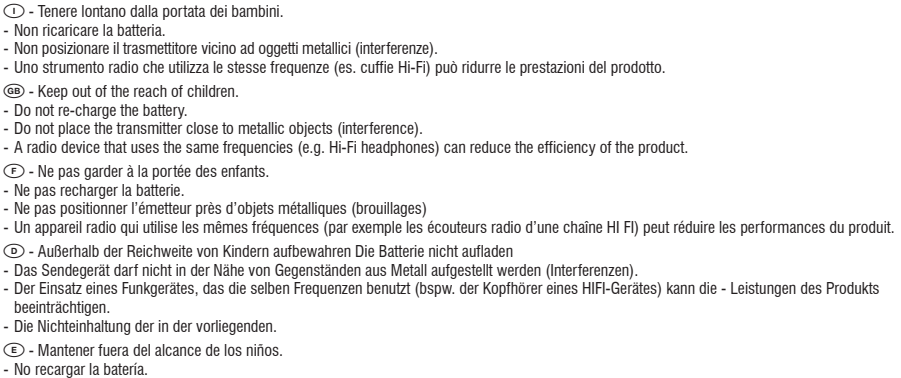 I - Tenere lontano dalla portata dei bambini.
- Non ricaricare la batteria.
- Non posizionare il trasmettitore vicino ad oggetti metallici (interferenze).
- Uno strumento radio che utilizza le stesse frequenze (es. cuffie Hi-Fi) può ridurre le prestazioni del prodotto.
GB - Keep out of the reach of children.
- Do not re-charge the battery.
- Do not place the transmitter close to metallic objects (interference).
- A radio device that uses the same frequencies (e.g. Hi-Fi headphones) can reduce the efficiency of the product.
F - Ne pas garder à la portée des enfants.
- Ne pas recharger la batterie.
- Ne pas positionner l'émetteur près d'objets métalliques (brouillages)
- Un appareil radio qui utilise les mêmes fréquences (par exemple les écouteurs radio d'une chaîne HI FI) peut réduire les performances du produit.
D - Außerhalb der Reichweite von Kindern aufbewahren Die Batterie nicht aufladen
- Das Sendegerät darf nicht in der Nähe von Gegenständen aus Metall aufgestellt werden (Interferenzen).
- Der Einsatz eines Funkgerätes, das die selben Frequenzen benutzt (bspw. der Kopfhörer eines HIFI-Gerätes) kann die - Leistungen des Produkts
beeinträchtigen.
- Die Nichteinhaltung der in der vorliegenden.
E - Mantener fuera del alcance de los niños.
- No recargar la batería.